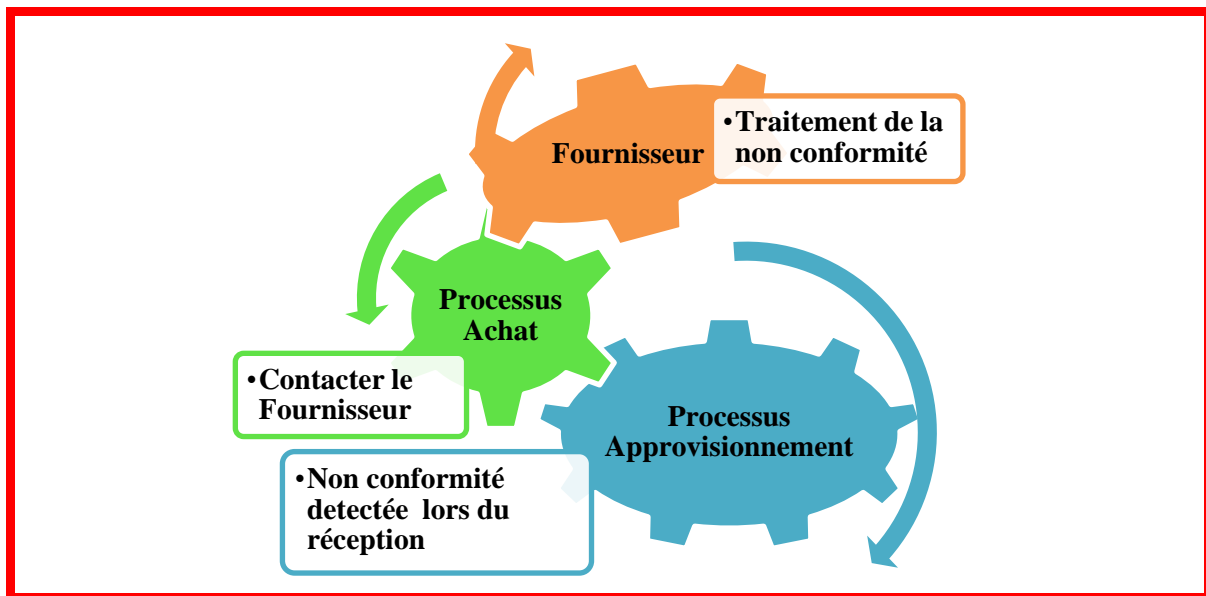 Fournisseur
•Traitement de la
non conformité
Processus
Achat
•Contacter le
Fournisseur
Processus
Approvisionnement
•Non conformité
detectée lors du
réception